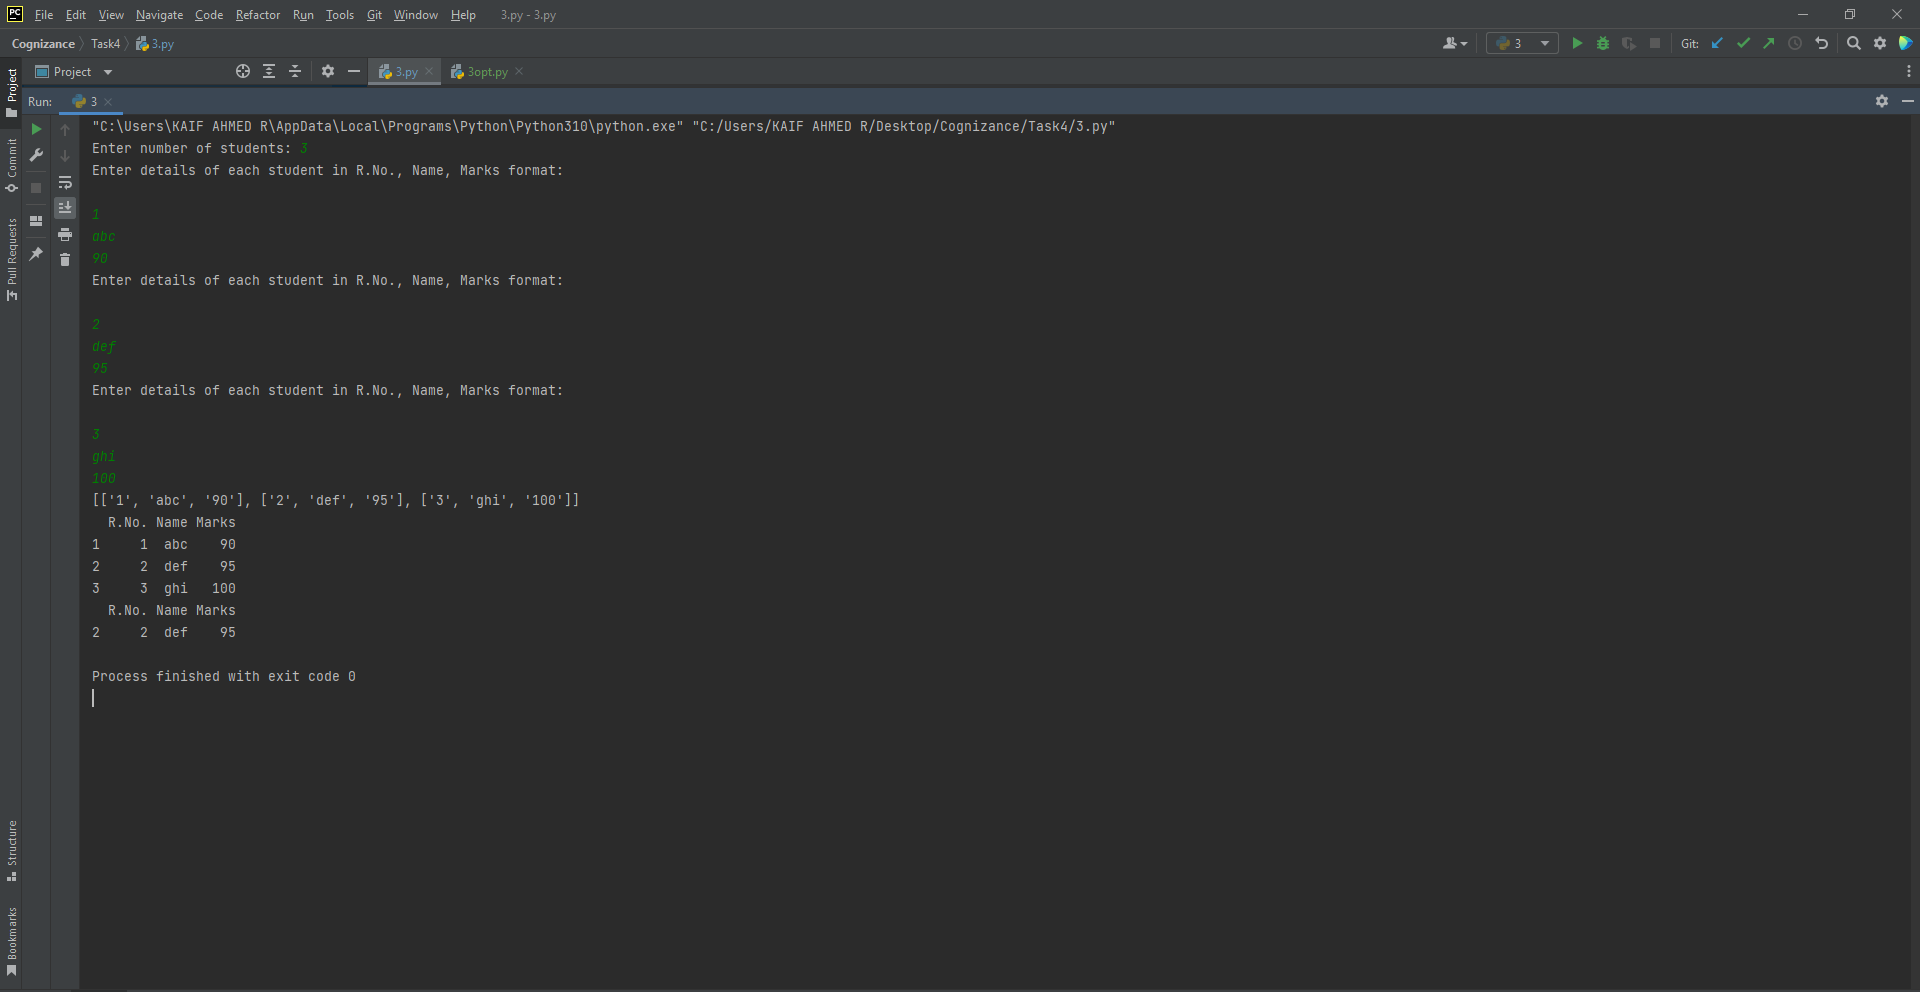 PC File Edit View Navigate Code Refactor Run Tools Git Window Help 3.py - 3.py
Cognizance Task4 3.py 3 Git:
Project 3.py 3opt.py
Run: 3
"C:\Users\KAIF AHMED R\AppData\Local\Programs\Python\Python310\python.exe" "C:/Users/KAIF AHMED R/Desktop/Cognizance/Task4/3.py"
Enter number of students: 3
Enter details of each student in R.No., Name, Marks format:
1
abc
90
Enter details of each student in R.No., Name, Marks format:
2
def
95
Enter details of each student in R.No., Name, Marks format:
3
ghi
100
[['1', 'abc', '90'], ['2', 'def', '95'], ['3', 'ghi', '100']]
  R.No. Name Marks
1     1  abc    90
2     2  def    95
3     3  ghi   100
  R.No. Name Marks
2     2  def    95
Process finished with exit code 0
Project
Commit
Pull Requests
Structure
Bookmarks